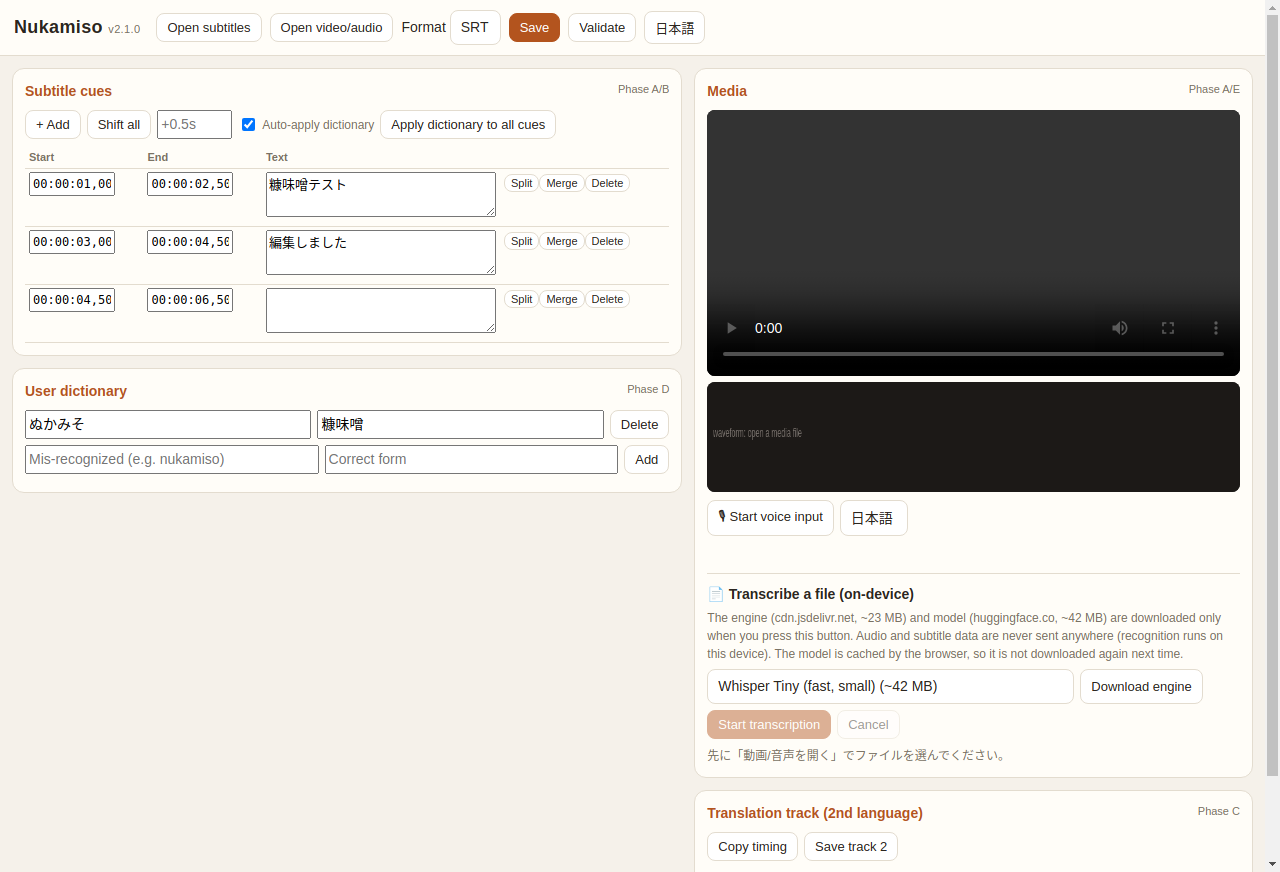 Nukamiso v2.1.0 Open subtitles Open video/audio Format SRT Save Validate 日本語
Subtitle cues Phase A/B
+ Add Shift all +0.5s Auto-apply dictionary Apply dictionary to all cues
Start End Text
00:00:01,00 00:00:02,50 糠味噌テスト Split Merge Delete
00:00:03,00 00:00:04,50 編集しました Split Merge Delete
00:00:04,50 00:00:06,50 Split Merge Delete
User dictionary Phase D
ぬかみそ 糠味噌 Delete
Mis-recognized (e.g. nukamiso) Correct form Add
Media Phase A/E
0:00
waveform: open a media file
Start voice input 日本語
Transcribe a file (on-device)
The engine (cdn.jsdelivr.net, ~23 MB) and model (huggingface.co, ~42 MB) are downloaded only
when you press this button. Audio and subtitle data are never sent anywhere (recognition runs on
this device). The model is cached by the browser, so it is not downloaded again next time.
Whisper Tiny (fast, small) (~42 MB) Download engine
Start transcription Cancel
先に「動画/音声を開く」でファイルを選んでください。
Translation track (2nd language) Phase C
Copy timing Save track 2